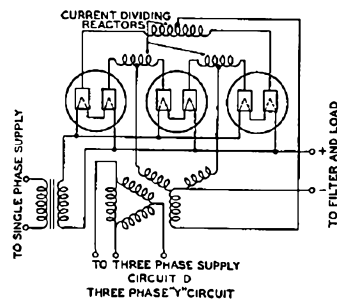 CURRENT DIVIDING
REACTORS
TO SINGLE PHASE SUPPLY
+
-
TO FILTER AND LOAD
TO THREE PHASE SUPPLY
CIRCUIT D
THREE PHASE "Y" CIRCUIT